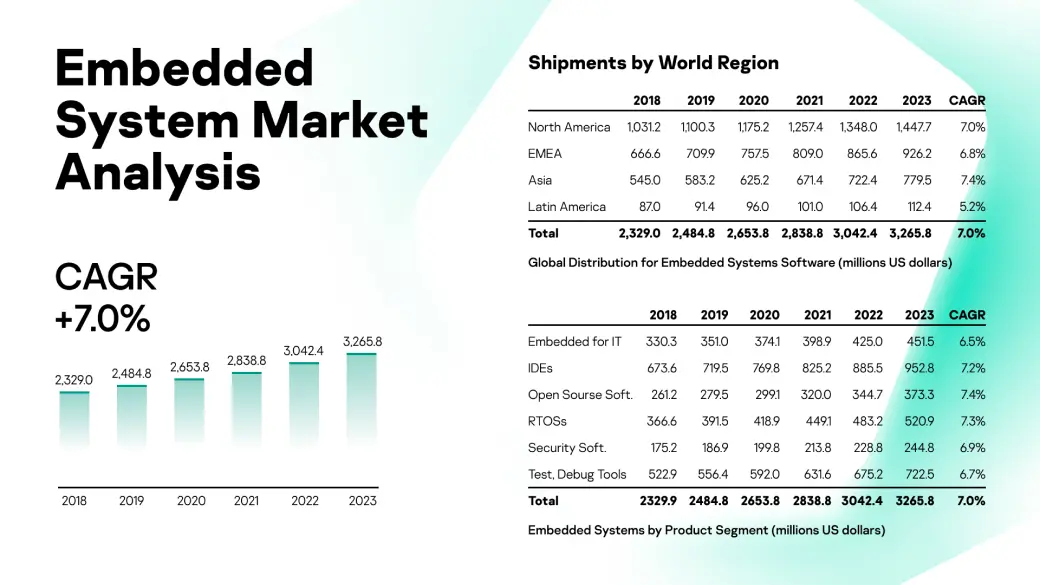 Embedded
System Market
Analysis
CAGR
+7.0%
2,329.0 2,484.8 2,653.8 2,838.8 3,042.4 3,265.8
2018 2019 2020 2021 2022 2023
Shipments by World Region
2018 2019 2020 2021 2022 2023 CAGR
North America 1,031.2 1,100.3 1,175.2 1,257.4 1,348.0 1,447.7 7.0%
EMEA 666.6 709.9 757.5 809.0 865.6 926.2 6.8%
Asia 545.0 583.2 625.2 671.4 722.4 779.5 7.4%
Latin America 87.0 91.4 96.0 101.0 106.4 112.4 5.2%
Total 2,329.0 2,484.8 2,653.8 2,838.8 3,042.4 3,265.8 7.0%
Global Distribution for Embedded Systems Software (millions US dollars)
2018 2019 2020 2021 2022 2023 CAGR
Embedded for IT 330.3 351.0 374.1 398.9 425.0 451.5 6.5%
IDEs 673.6 719.5 769.8 825.2 885.5 952.8 7.2%
Open Sourse Soft. 261.2 279.5 299.1 320.0 344.7 373.3 7.4%
RTOSs 366.6 391.5 418.9 449.1 483.2 520.9 7.3%
Security Soft. 175.2 186.9 199.8 213.8 228.8 244.8 6.9%
Test, Debug Tools 522.9 556.4 592.0 631.6 675.2 722.5 6.7%
Total 2329.9 2484.8 2653.8 2838.8 3042.4 3265.8 7.0%
Embedded Systems by Product Segment (millions US dollars)